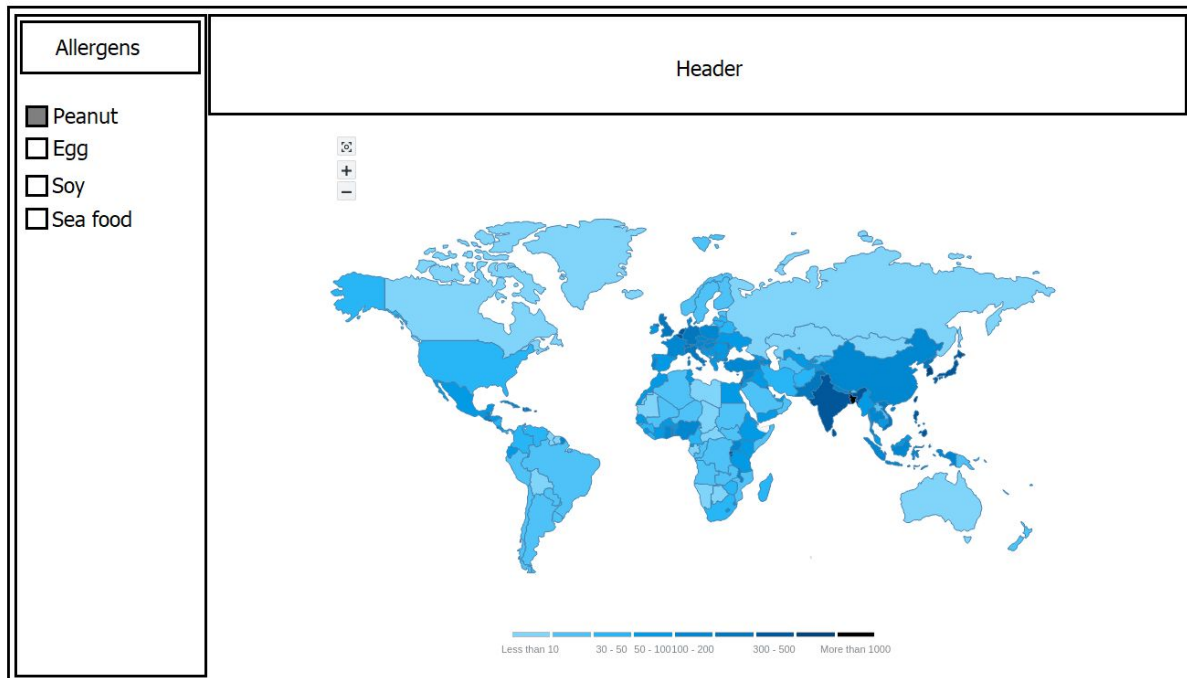 Allergens
Header
Peanut
Egg
Soy
Sea food
+
−
Less than 10 30 - 50 50 - 100 100 - 200 300 - 500 More than 1000